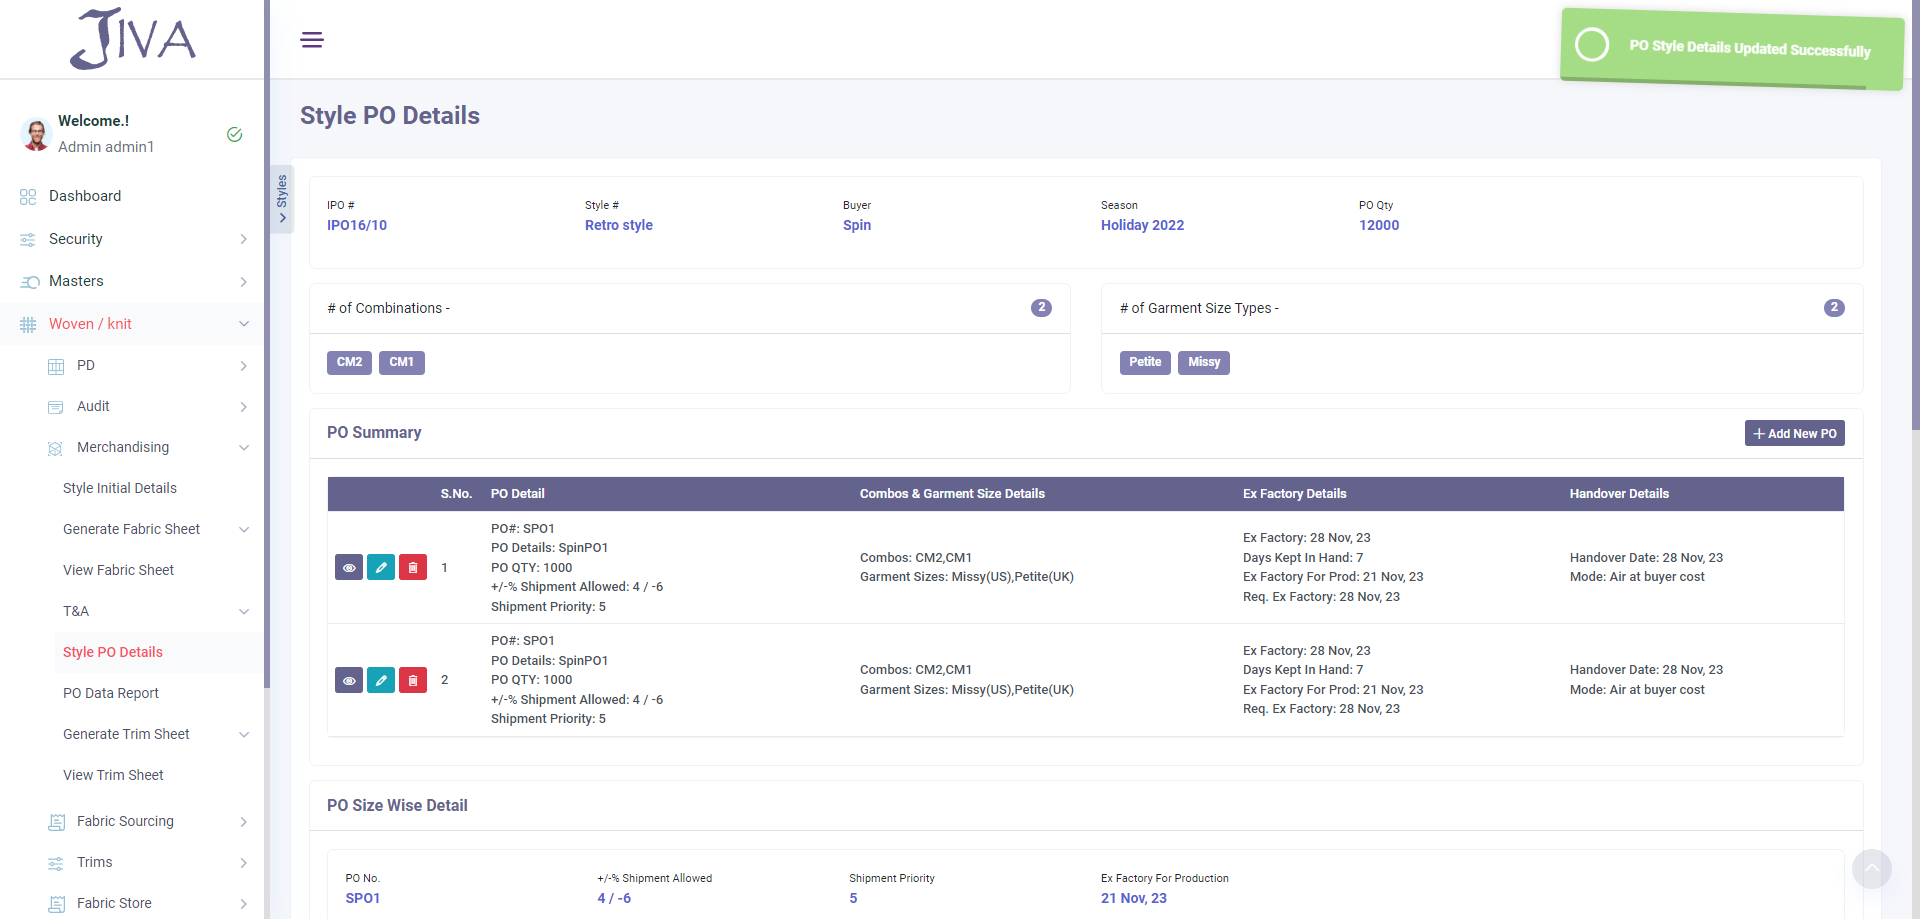 JIVA
PO Style Details Updated Successfully
Welcome.!
Admin admin1
Dashboard
Security
Masters
Woven / knit
PD
Audit
Merchandising
Style Initial Details
Generate Fabric Sheet
View Fabric Sheet
T&A
Style PO Details
PO Data Report
Generate Trim Sheet
View Trim Sheet
Fabric Sourcing
Trims
Fabric Store
Styles
Style PO Details
IPO # Style # Buyer Season PO Qty
IPO16/10 Retro style Spin Holiday 2022 12000
# of Combinations - 2
CM2 CM1
# of Garment Size Types - 2
Petite Missy
PO Summary
+ Add New PO
S.No. PO Detail Combos & Garment Size Details Ex Factory Details Handover Details
1
PO#: SPO1
PO Details: SpinPO1
PO QTY: 1000
+/-% Shipment Allowed: 4 / -6
Shipment Priority: 5
Combos: CM2,CM1
Garment Sizes: Missy(US),Petite(UK)
Ex Factory: 28 Nov, 23
Days Kept In Hand: 7
Ex Factory For Prod: 21 Nov, 23
Req. Ex Factory: 28 Nov, 23
Handover Date: 28 Nov, 23
Mode: Air at buyer cost
2
PO#: SPO1
PO Details: SpinPO1
PO QTY: 1000
+/-% Shipment Allowed: 4 / -6
Shipment Priority: 5
Combos: CM2,CM1
Garment Sizes: Missy(US),Petite(UK)
Ex Factory: 28 Nov, 23
Days Kept In Hand: 7
Ex Factory For Prod: 21 Nov, 23
Req. Ex Factory: 28 Nov, 23
Handover Date: 28 Nov, 23
Mode: Air at buyer cost
PO Size Wise Detail
PO No. +/-% Shipment Allowed Shipment Priority Ex Factory For Production
SPO1 4 / -6 5 21 Nov, 23